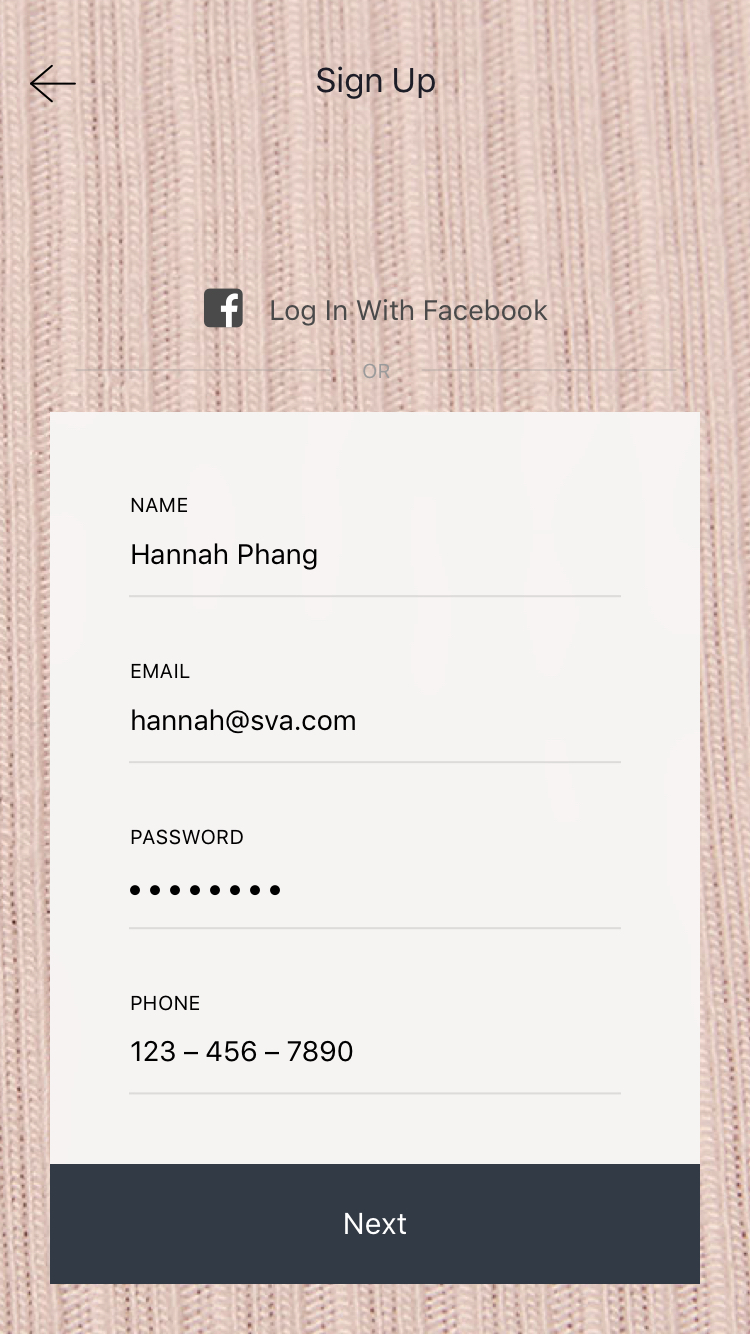 Sign Up
Log In With Facebook
OR
NAME
Hannah Phang
EMAIL
hannah@sva.com
PASSWORD
••••••••
PHONE
123 – 456 – 7890
Next